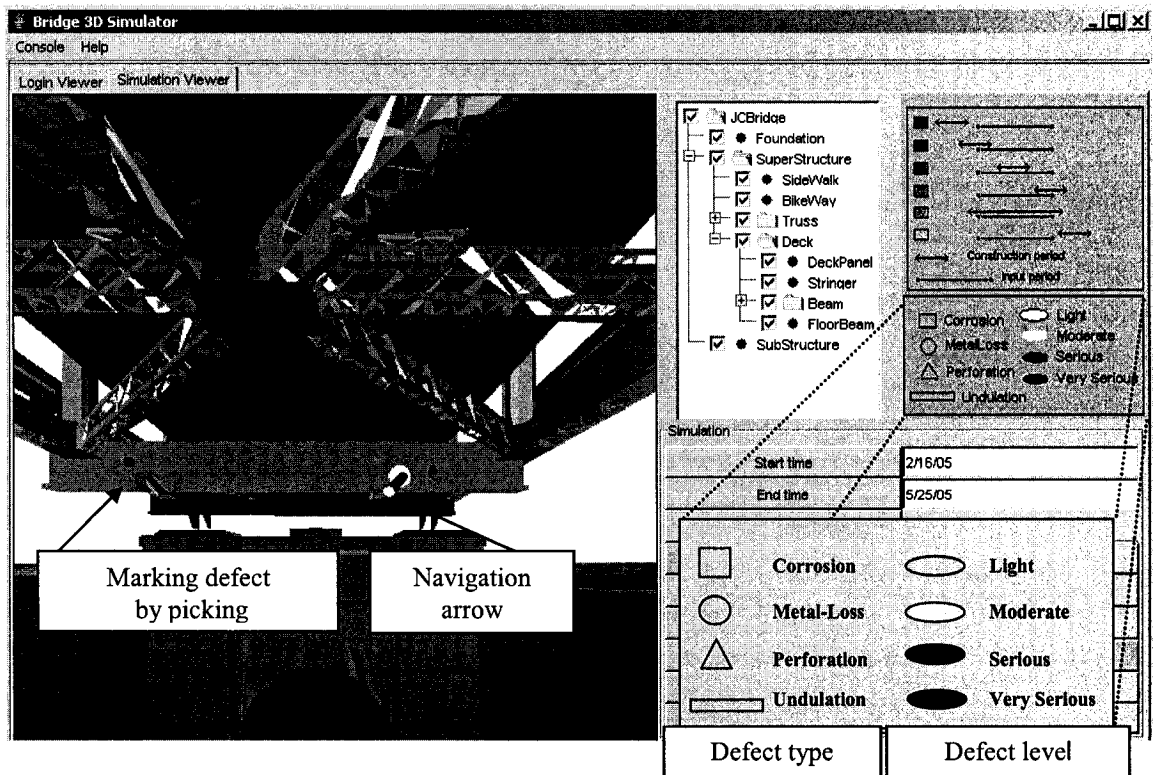 Bridge 3D Simulator
Console Help
Login Viewer Simulation Viewer
JCBridge
Foundation
SuperStructure
SideWalk
BikeWay
Truss
Deck
DeckPanel
Stringer
Beam
FloorBeam
SubStructure
Construction period
Input period
Corrosion Light
MetalLoss Moderate
Perforation Serious
Undulation Very Serious
Simulation
Start time 2/16/05
End time 5/25/05
Marking defect
by picking
Navigation
arrow
Corrosion Light
Metal-Loss Moderate
Perforation Serious
Undulation Very Serious
Defect type Defect level